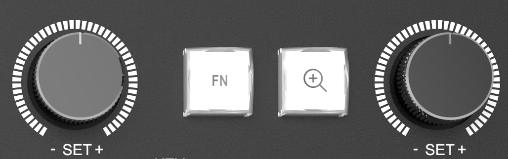 FN
- SET + - SET +